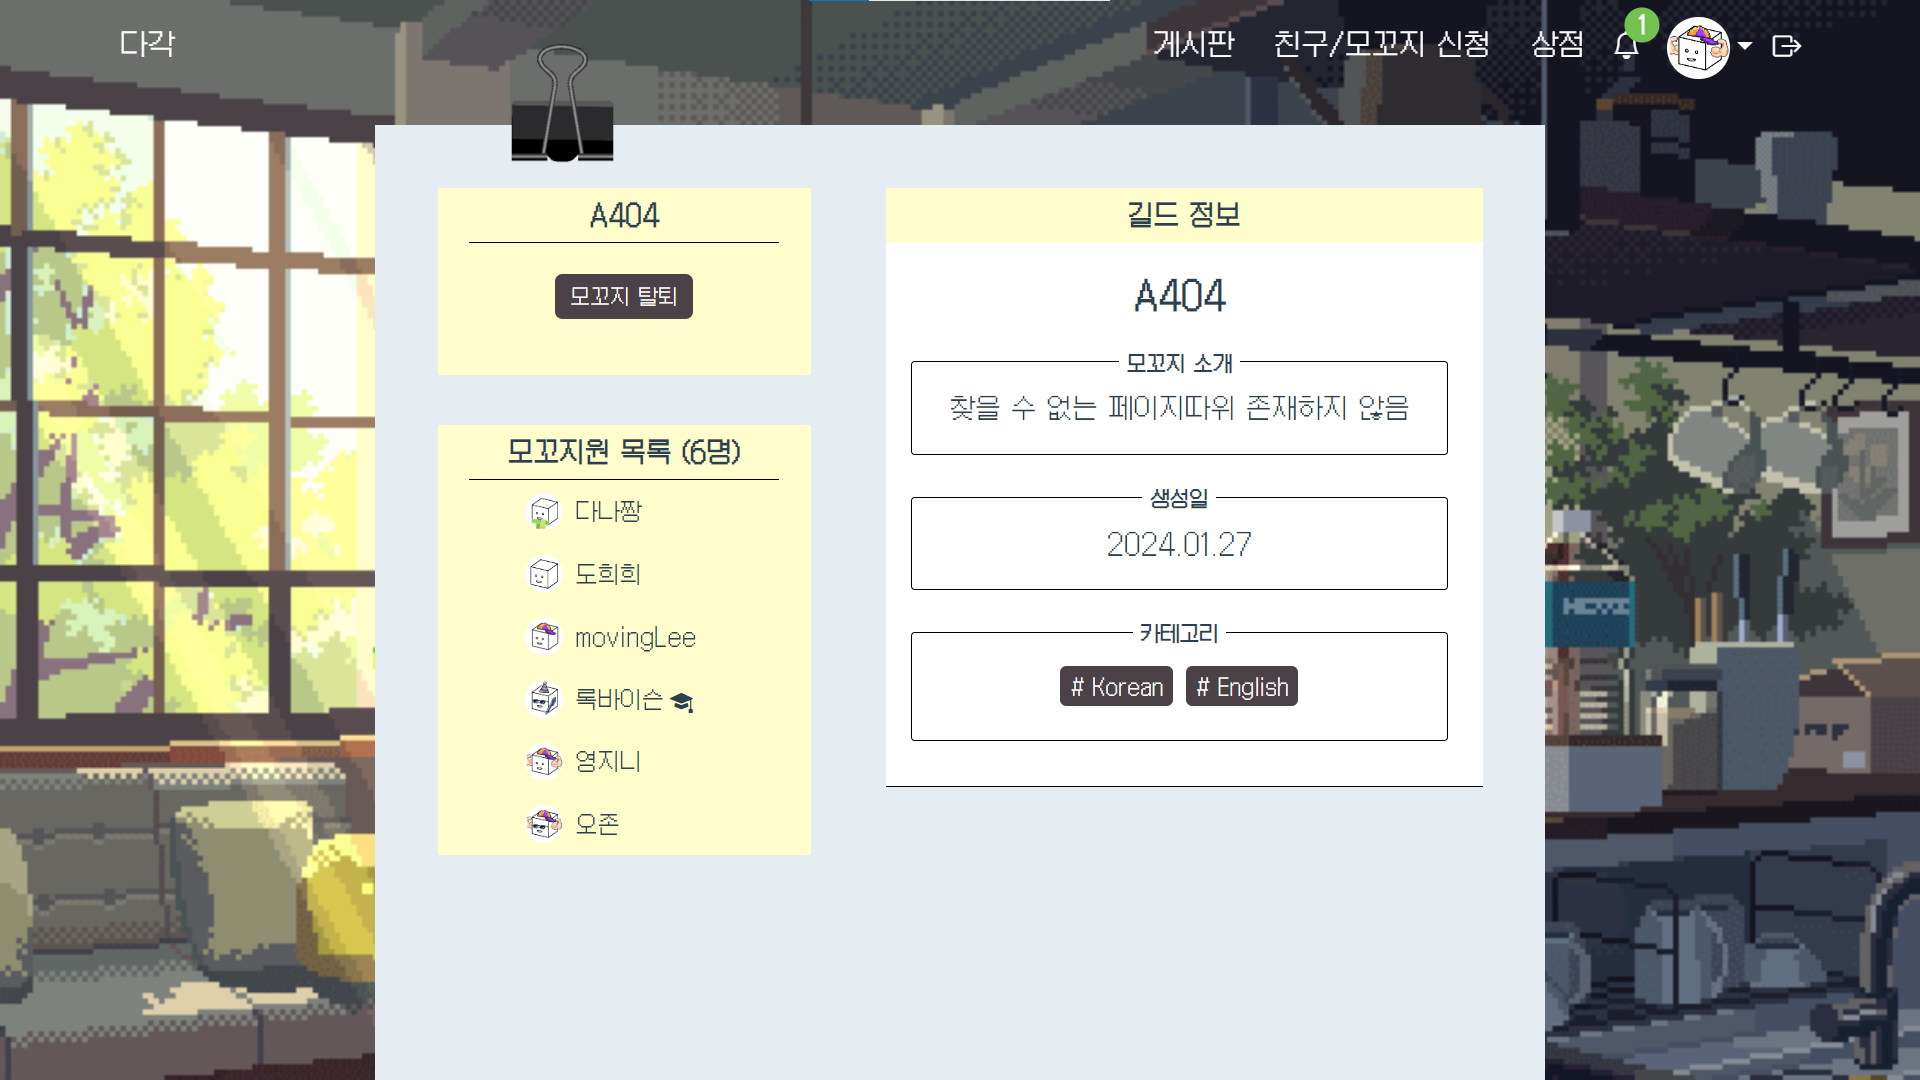 다각
게시판
친구/모꼬지 신청
상점
1
A404
모꼬지 탈퇴
모꼬지원 목록 (6명)
다나짱
도희희
movingLee
록바이슨
영지니
오존
길드 정보
A404
모꼬지 소개
찾을 수 없는 페이지따위 존재하지 않음
생성일
2024.01.27
카테고리
# Korean
# English